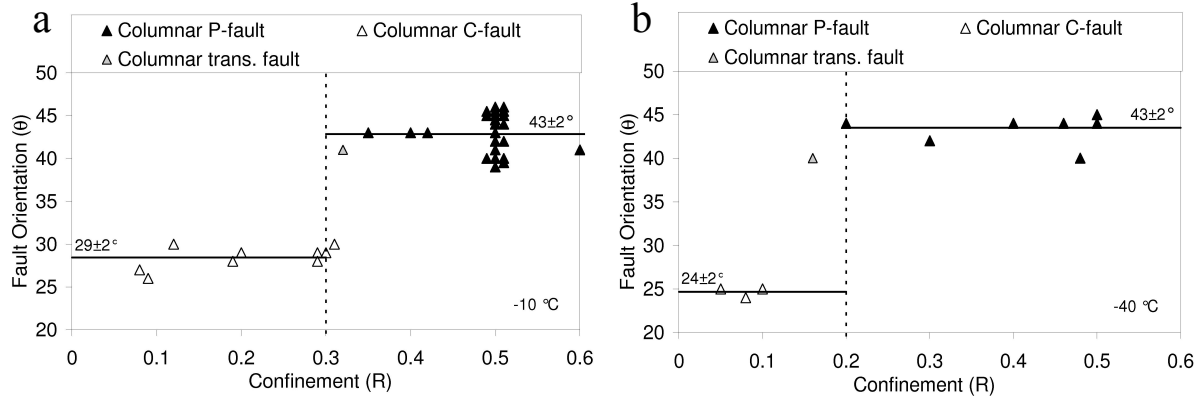 a
Columnar P-fault
Columnar C-fault
Columnar trans. fault
50
45
40
35
30
25
20
Fault Orientation (θ)
43±2°
29±2°
-10 °C
0
0.1
0.2
0.3
0.4
0.5
0.6
Confinement (R)
b
Columnar P-fault
Columnar C-fault
Columnar trans. fault
50
45
40
35
30
25
20
Fault Orientation (θ)
43±2°
24±2°
-40 °C
0
0.1
0.2
0.3
0.4
0.5
0.6
Confinement (R)